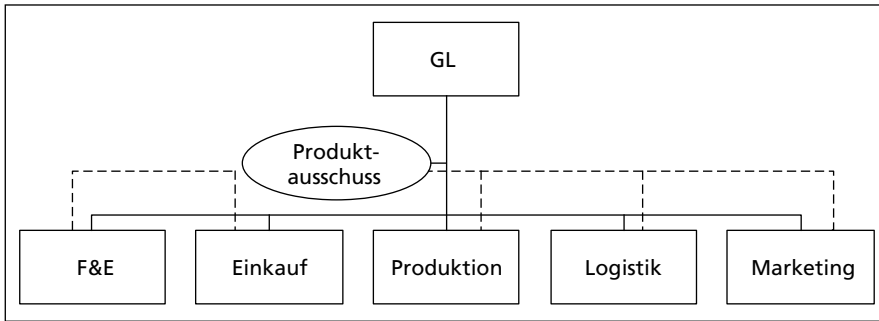 GL
Produkt-
ausschuss
F&E
Einkauf
Produktion
Logistik
Marketing